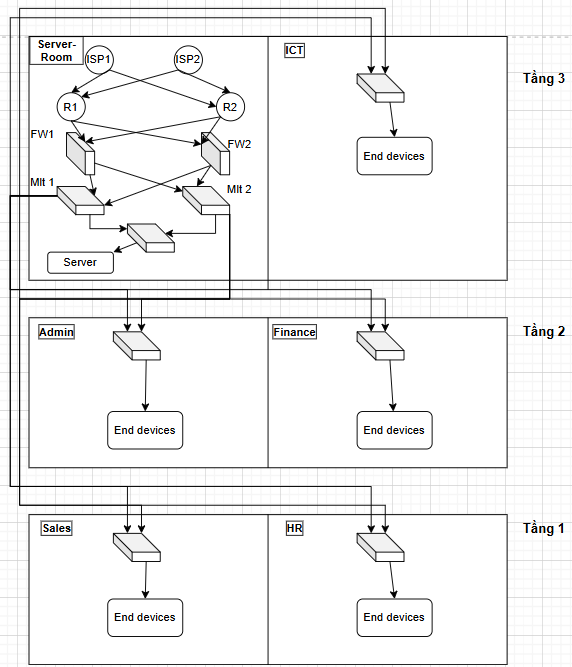 Server-
Room
ISP1
ISP2
ICT
Tầng 3
R1
R2
FW1
FW2
End devices
Mlt 1
Mlt 2
Server
Admin
Finance
Tầng 2
End devices
End devices
Sales
HR
Tầng 1
End devices
End devices